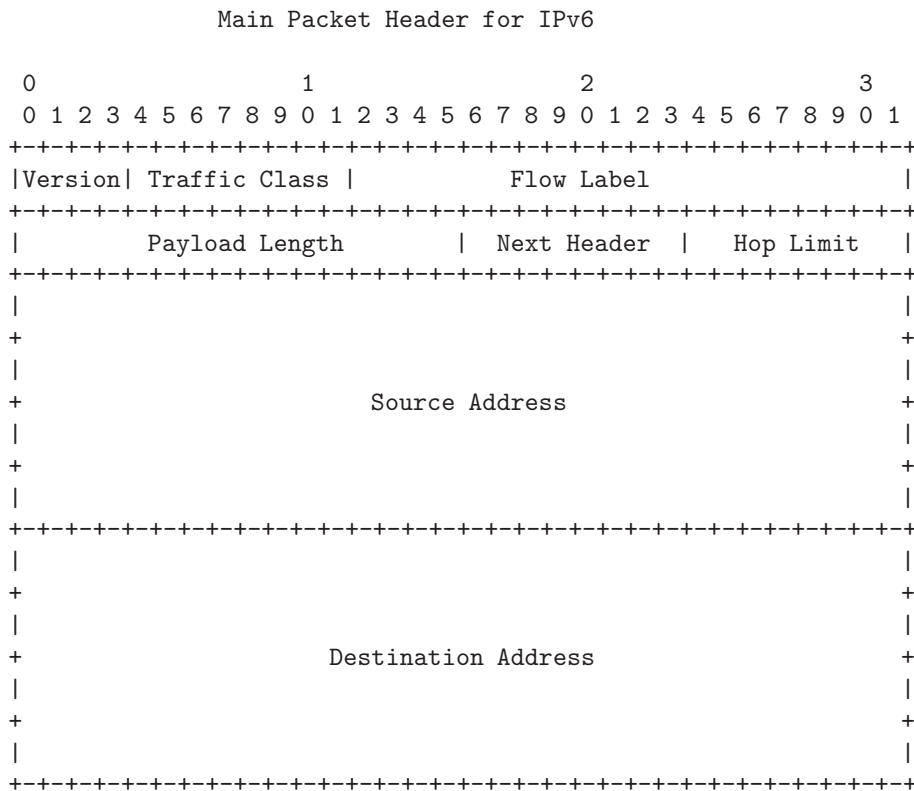 Main Packet Header for IPv6
0                   1                   2                   3
0 1 2 3 4 5 6 7 8 9 0 1 2 3 4 5 6 7 8 9 0 1 2 3 4 5 6 7 8 9 0 1
+-+-+-+-+-+-+-+-+-+-+-+-+-+-+-+-+-+-+-+-+-+-+-+-+-+-+-+-+-+-+-+-+
|Version| Traffic Class |           Flow Label                  |
+-+-+-+-+-+-+-+-+-+-+-+-+-+-+-+-+-+-+-+-+-+-+-+-+-+-+-+-+-+-+-+-+
|         Payload Length        |  Next Header  |   Hop Limit   |
+-+-+-+-+-+-+-+-+-+-+-+-+-+-+-+-+-+-+-+-+-+-+-+-+-+-+-+-+-+-+-+-+
|                                                               |
+                                                               +
|                                                               |
+                         Source Address                        +
|                                                               |
+                                                               +
|                                                               |
+-+-+-+-+-+-+-+-+-+-+-+-+-+-+-+-+-+-+-+-+-+-+-+-+-+-+-+-+-+-+-+-+
|                                                               |
+                                                               +
|                                                               |
+                      Destination Address                      +
|                                                               |
+                                                               +
|                                                               |
+-+-+-+-+-+-+-+-+-+-+-+-+-+-+-+-+-+-+-+-+-+-+-+-+-+-+-+-+-+-+-+-+